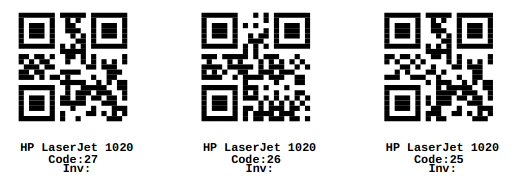 HP LaserJet 1020
Code:27
Inv:
HP LaserJet 1020
Code:26
Inv:
HP LaserJet 1020
Code:25
Inv: